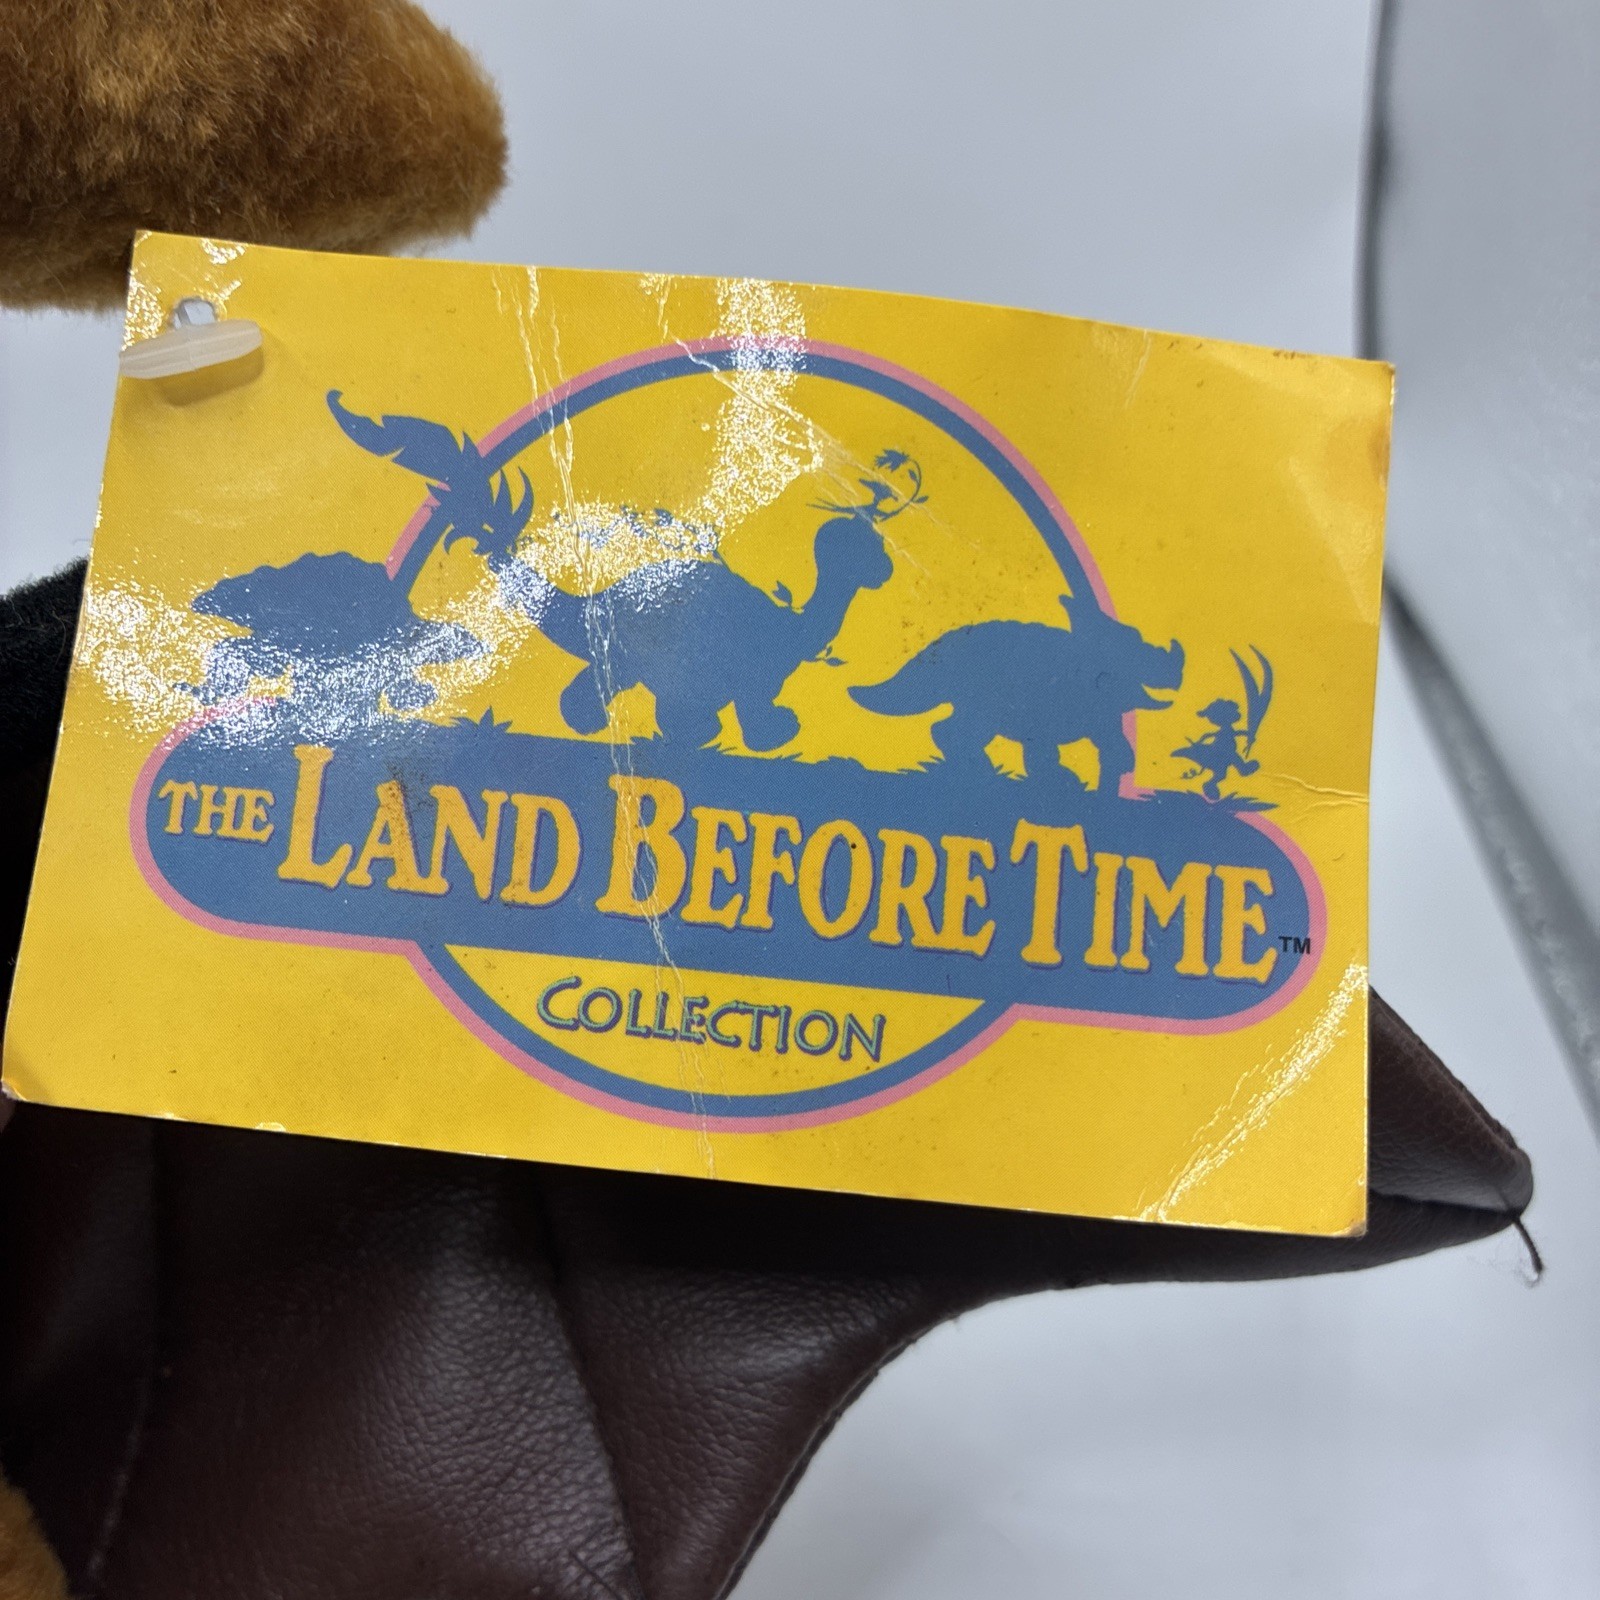 THE LAND BEFORE TIME™
COLLECTION